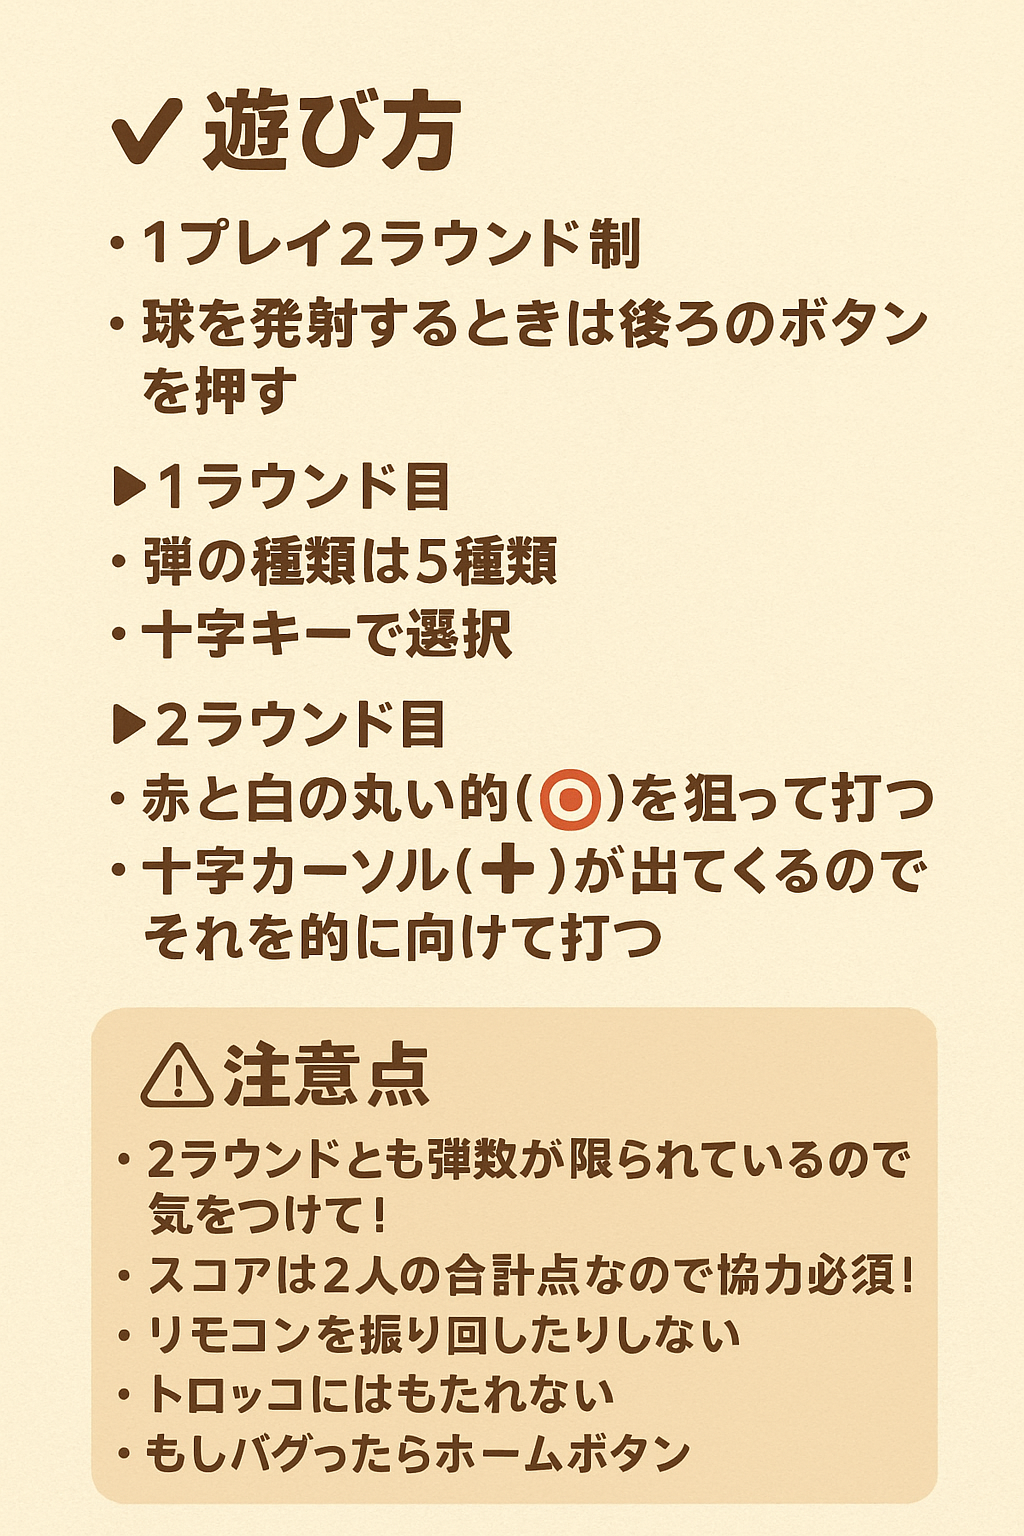 ✔ 遊び方
・1プレイ2ラウンド制
・球を発射するときは後ろのボタン
を押す
▶1ラウンド目
・弾の種類は5種類
・十字キーで選択
▶2ラウンド目
・赤と白の丸い的(◎)を狙って打つ
・十字カーソル(✚)が出てくるので
それを的に向けて打つ
⚠ 注意点
・2ラウンドとも弾数が限られているので
気をつけて!
・スコアは2人の合計点なので協力必須!
・リモコンを振り回したりしない
・トロッコにはもたれない
・もしバグったらホームボタン